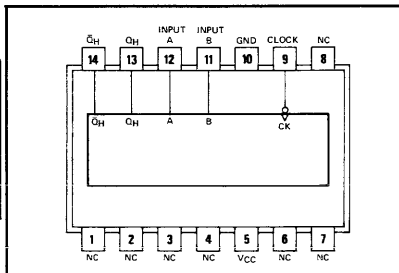 INPUT INPUT
Q̄H QH A B GND CLOCK NC
14 13 12 11 10 9 8
Q̄H QH A B CK
1 2 3 4 5 6 7
NC NC NC NC VCC NC NC